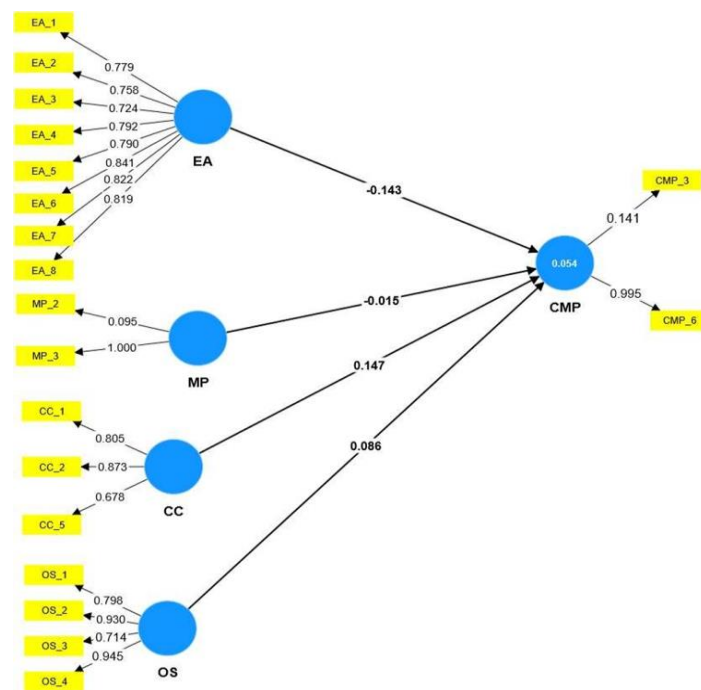 EA_1
EA_2
EA_3
EA_4
EA_5
EA_6
EA_7
EA_8
0.779
0.758
0.724
0.792
0.790
0.841
0.822
0.819
EA
-0.143
MP_2
MP_3
0.095
1.000
MP
-0.015
CC_1
CC_2
CC_5
0.805
0.873
0.678
CC
0.147
OS_1
OS_2
OS_3
OS_4
0.798
0.930
0.714
0.945
OS
0.086
0.054
CMP
0.141
0.995
CMP_3
CMP_6